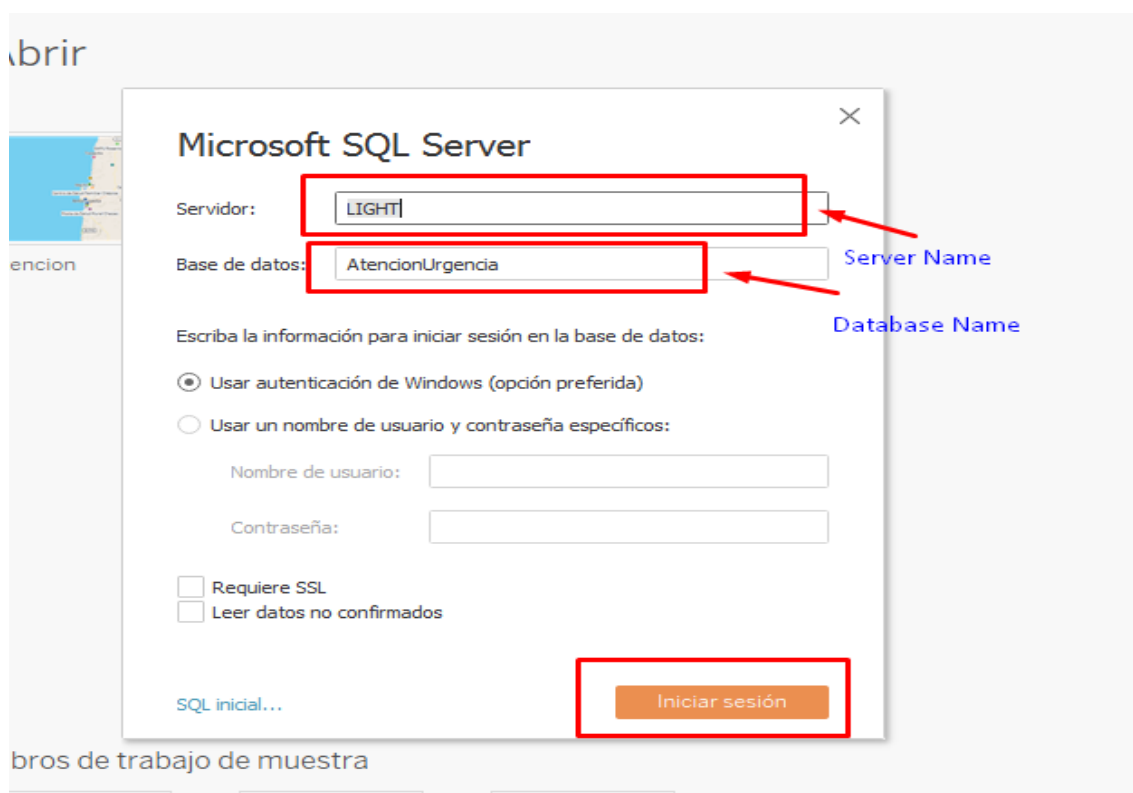 Abrir
Microsoft SQL Server
Servidor: LIGHT
encion
Base de datos: AtencionUrgencia
Server Name
Database Name
Escriba la información para iniciar sesión en la base de datos:
Usar autenticación de Windows (opción preferida)
Usar un nombre de usuario y contraseña específicos:
Nombre de usuario:
Contraseña:
Requiere SSL
Leer datos no confirmados
SQL inicial...
Iniciar sesión
bros de trabajo de muestra